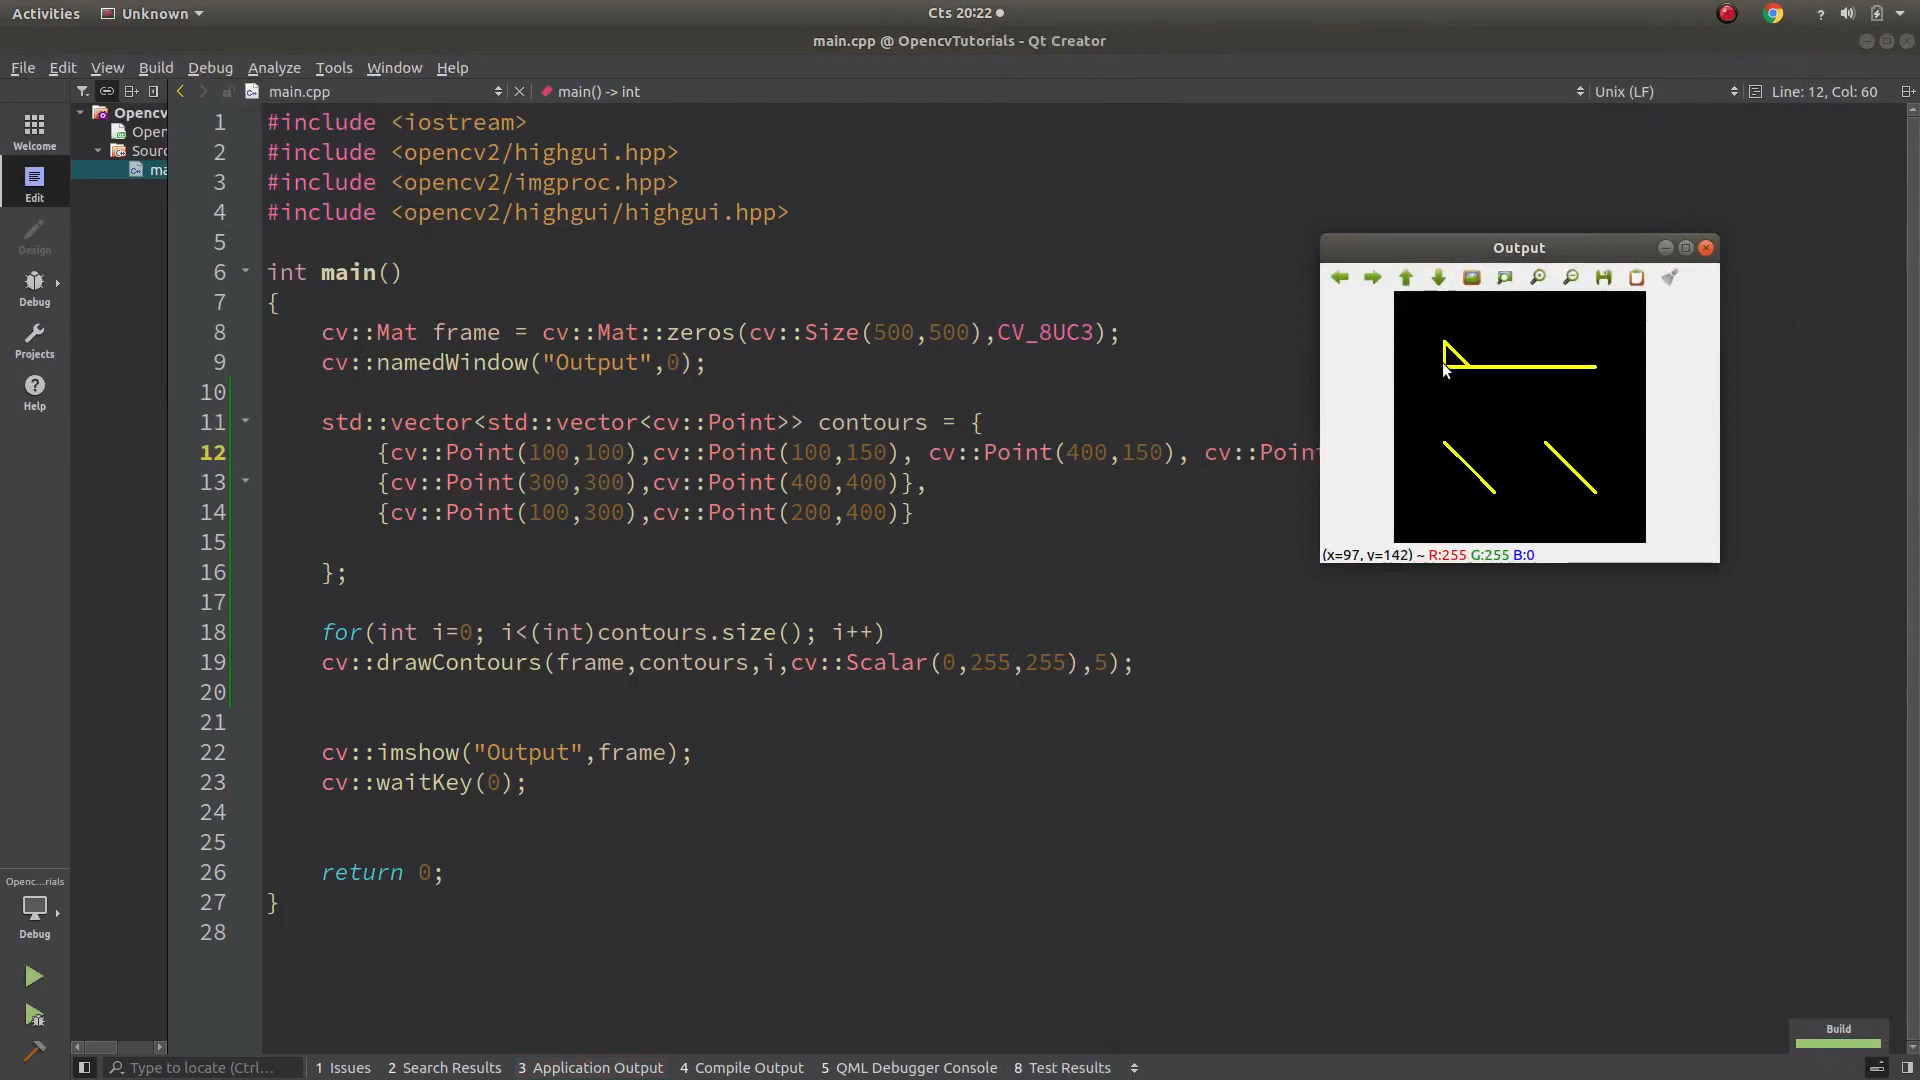 Activities Unknown Cts 20:22
main.cpp @ OpencvTutorials - Qt Creator
File Edit View Build Debug Analyze Tools Window Help
main.cpp main() -> int Unix (LF) Line: 12, Col: 60
Opencv
Open
Sourc
ma
Welcome
Edit
Design
Debug
Projects
Help
Openc...rials
Debug
1 #include <iostream>
2 #include <opencv2/highgui.hpp>
3 #include <opencv2/imgproc.hpp>
4 #include <opencv2/highgui/highgui.hpp>
5
6 int main()
7 {
8 cv::Mat frame = cv::Mat::zeros(cv::Size(500,500),CV_8UC3);
9 cv::namedWindow("Output",0);
10
11 std::vector<std::vector<cv::Point>> contours = {
12 {cv::Point(100,100),cv::Point(100,150), cv::Point(400,150), cv::Poin
13 {cv::Point(300,300),cv::Point(400,400)},
14 {cv::Point(100,300),cv::Point(200,400)}
15
16 };
17
18 for(int i=0; i<(int)contours.size(); i++)
19 cv::drawContours(frame,contours,i,cv::Scalar(0,255,255),5);
20
21
22 cv::imshow("Output",frame);
23 cv::waitKey(0);
24
25
26 return 0;
27 }
28
Output
(x=97, y=142) ~ R:255 G:255 B:0
Build
Type to locate (Ctrl... 1 Issues 2 Search Results 3 Application Output 4 Compile Output 5 QML Debugger Console 8 Test Results